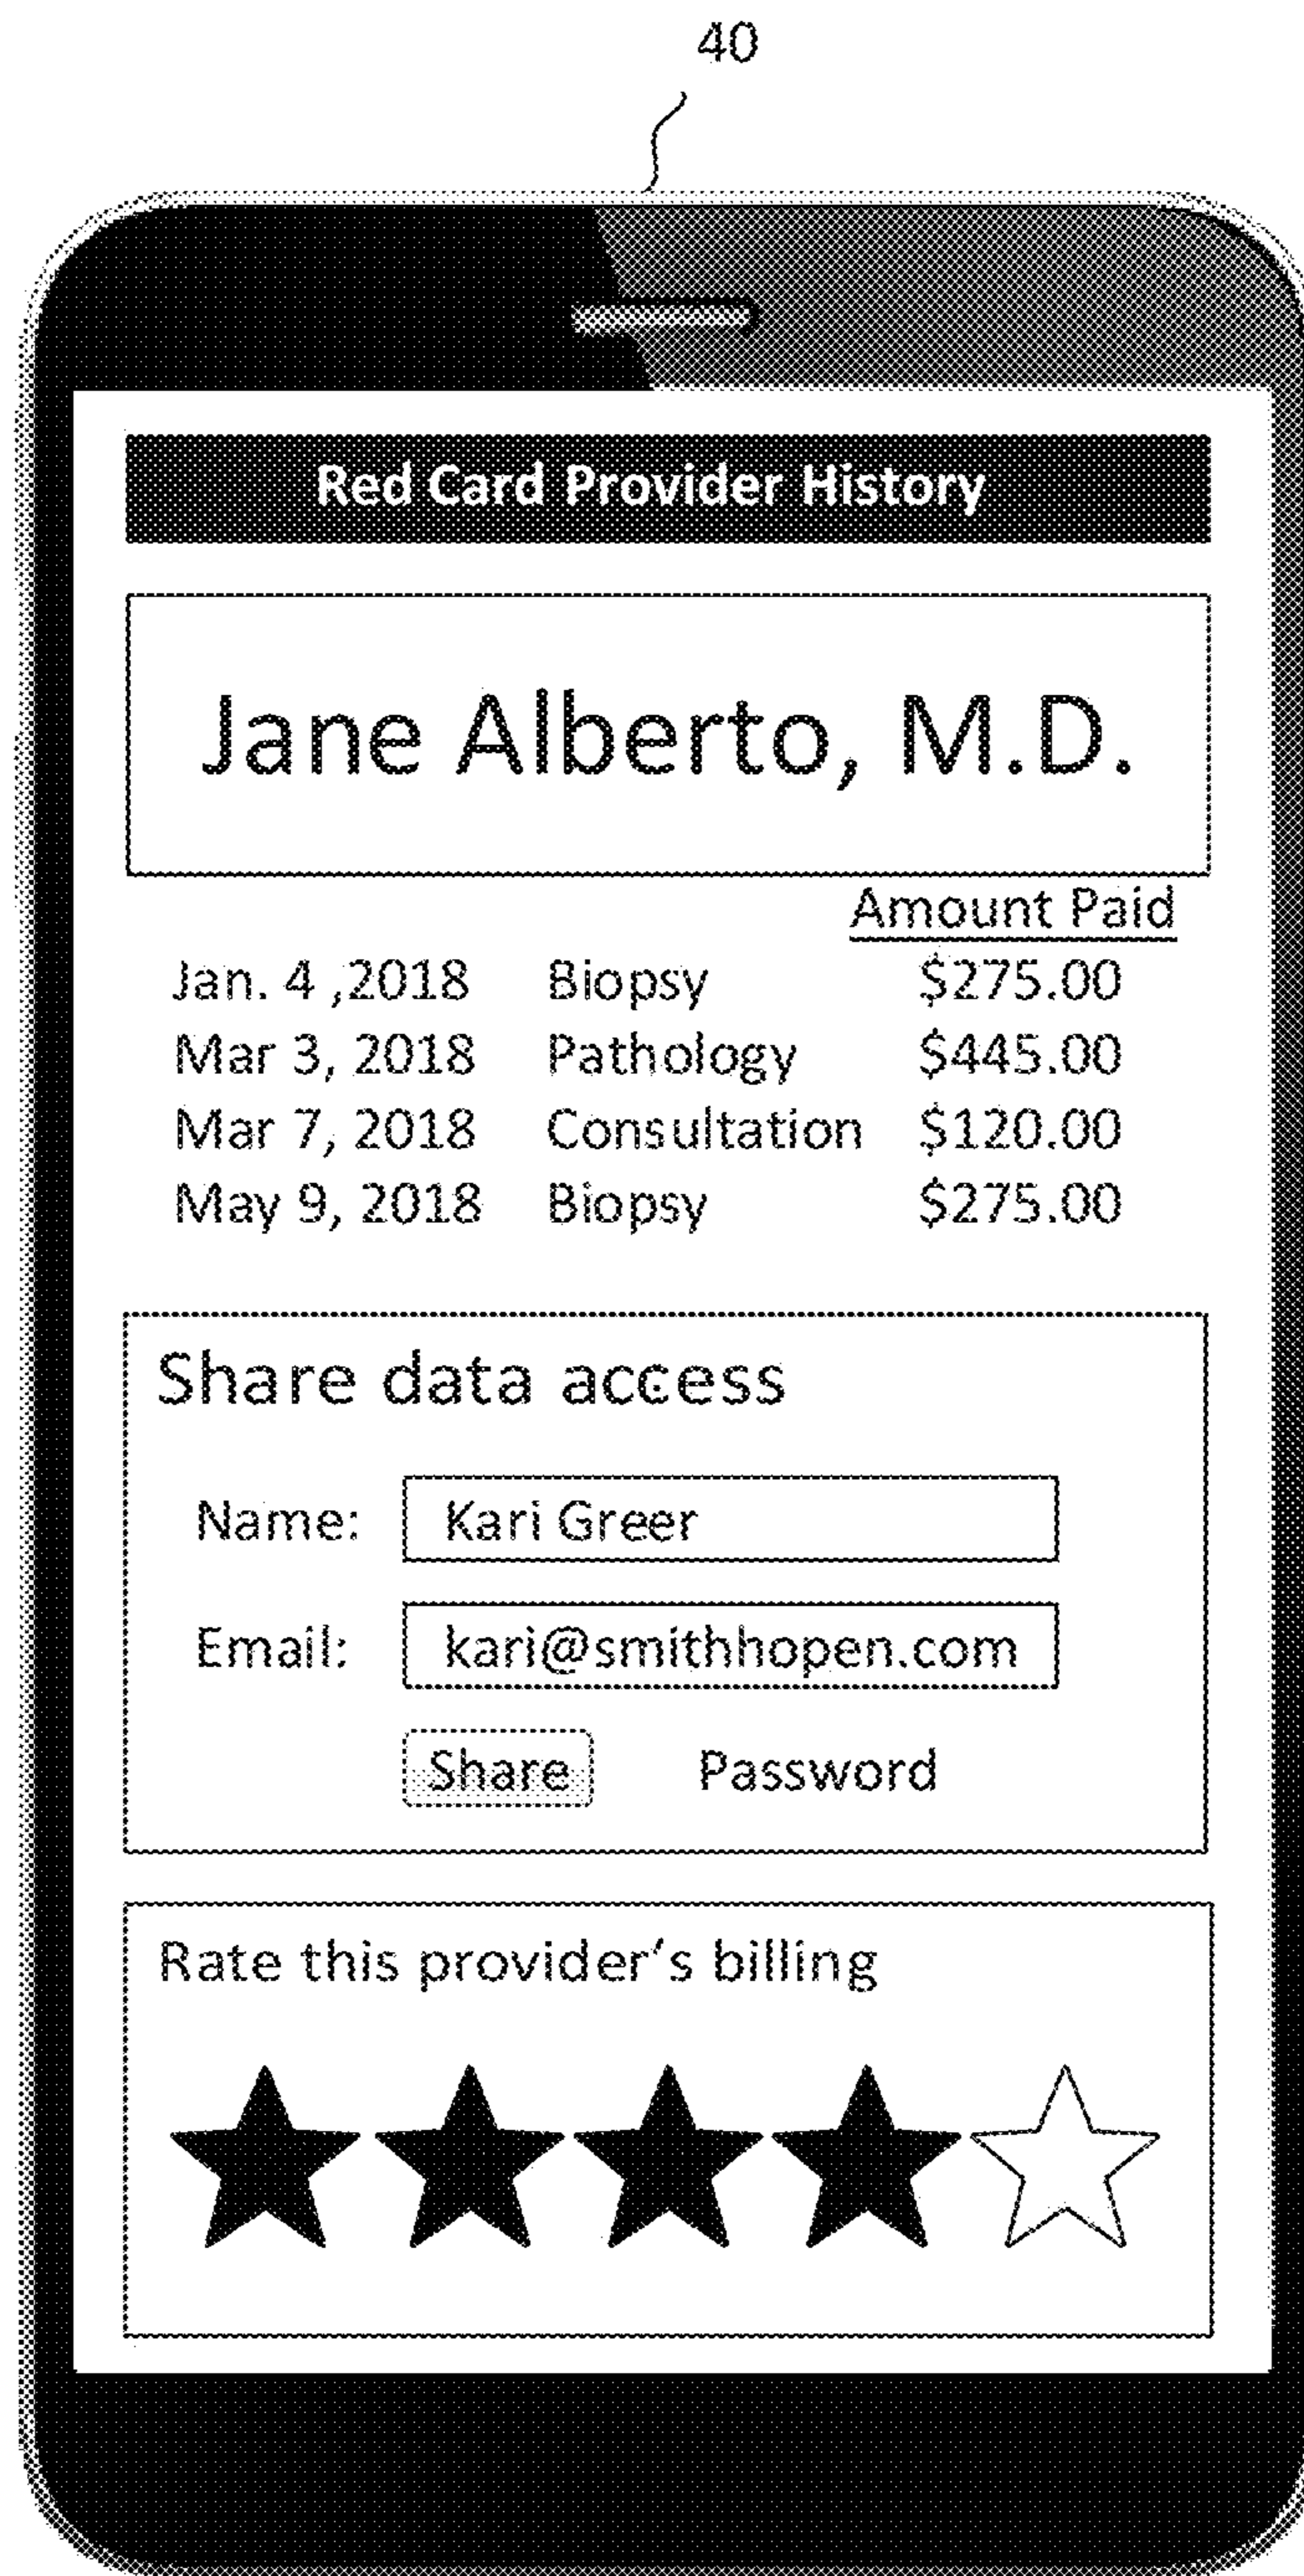 40
Red Card Provider History
Jane Alberto, M.D.
Amount Paid
Jan. 4 ,2018 Biopsy $275.00
Mar 3, 2018 Pathology $445.00
Mar 7, 2018 Consultation $120.00
May 9, 2018 Biopsy $275.00
Share data access
Name: Kari Greer
Email: kari@smithhopen.com
Share Password
Rate this provider's billing